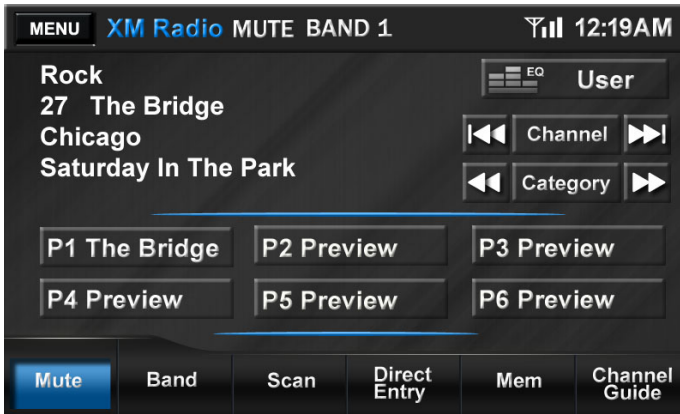 MENU XM Radio MUTE BAND 1 12:19AM
Rock
27 The Bridge
Chicago
Saturday In The Park
EQ User
Channel
Category
P1 The Bridge P2 Preview P3 Preview
P4 Preview P5 Preview P6 Preview
Mute Band Scan Direct Entry Mem Channel Guide